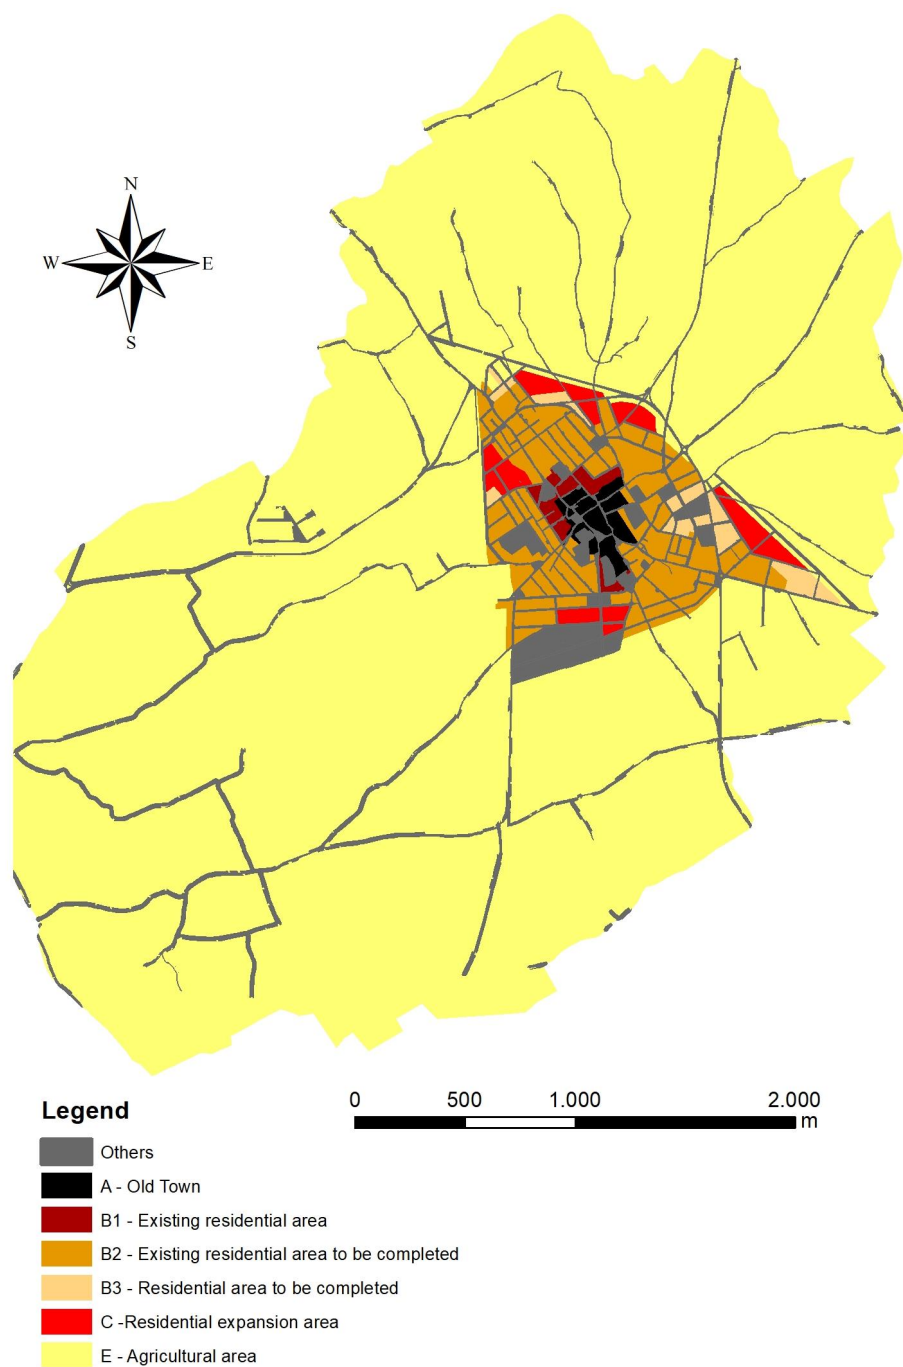 N
W E
S
0 500 1.000 2.000
m
Legend
Others
A - Old Town
B1 - Existing residential area
B2 - Existing residential area to be completed
B3 - Residential area to be completed
C -Residential expansion area
E - Agricultural area